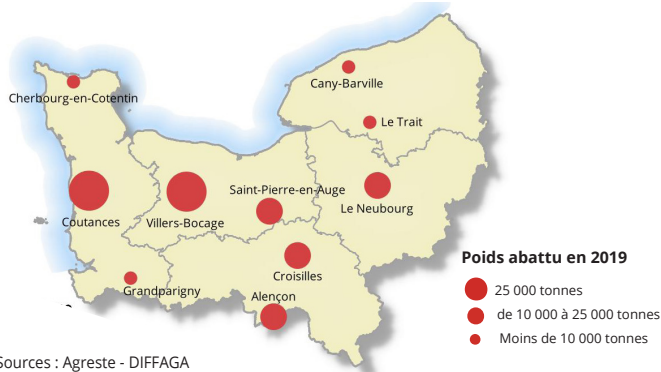 Cany-Barville
Cherbourg-en-Cotentin
Le Trait
Saint-Pierre-en-Auge
Le Neubourg
Coutances
Villers-Bocage
Croisilles
Grandparigny
Alençon
Poids abattu en 2019
25 000 tonnes
de 10 000 à 25 000 tonnes
Moins de 10 000 tonnes
Sources : Agreste - DIFFAGA